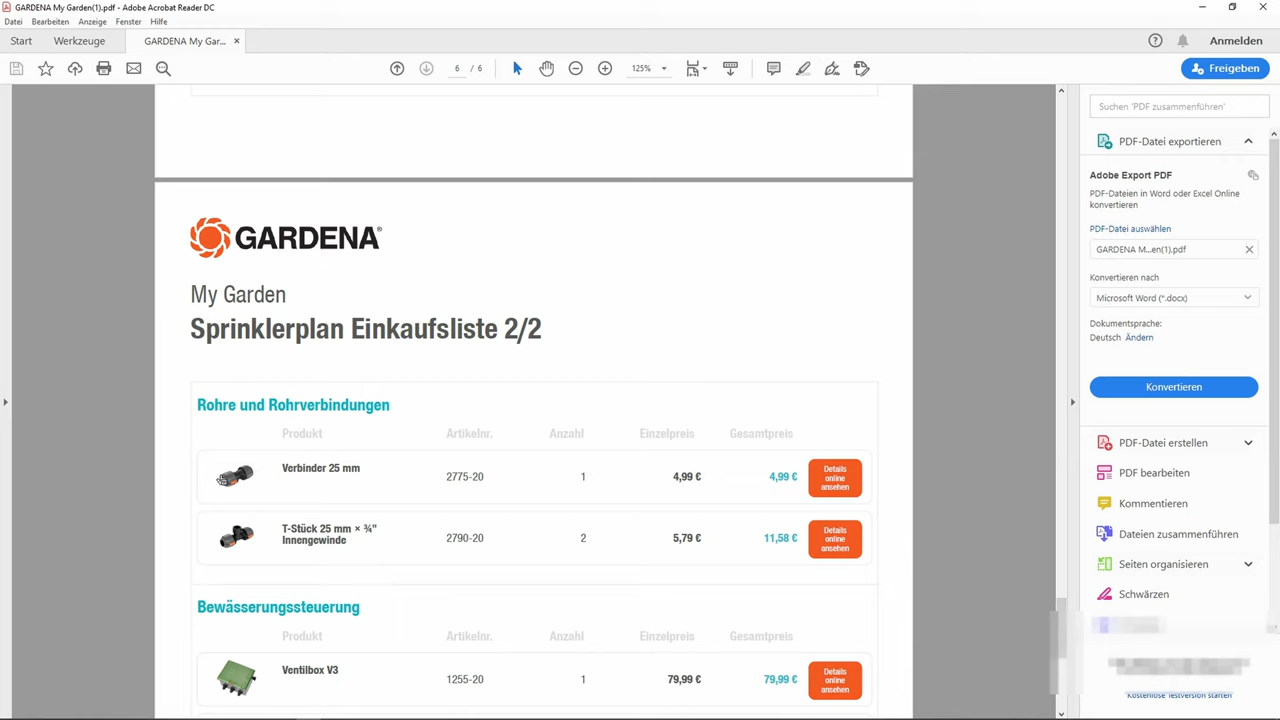 GARDENA My Garden(1).pdf - Adobe Acrobat Reader DC
Datei Bearbeiten Anzeige Fenster Hilfe
Start Werkzeuge GARDENA My Gar... × Anmelden
6 / 6 125% Freigeben
Suchen 'PDF zusammenführen'
PDF-Datei exportieren
Adobe Export PDF
PDF-Dateien in Word oder Excel Online
konvertieren
PDF-Datei auswählen
GARDENA M...en(1).pdf
Konvertieren nach
Microsoft Word (*.docx)
Dokumentsprache:
Deutsch Ändern
Konvertieren
PDF-Datei erstellen
PDF bearbeiten
Kommentieren
Dateien zusammenführen
Seiten organisieren
Schwärzen
Kostenlose Testversion starten
GARDENA®
My Garden
Sprinklerplan Einkaufsliste 2/2
Rohre und Rohrverbindungen
Produkt Artikelnr. Anzahl Einzelpreis Gesamtpreis
Verbinder 25 mm 2775-20 1 4,99 € 4,99 € Details online ansehen
T-Stück 25 mm × ¾"
Innengewinde 2790-20 2 5,79 € 11,58 € Details online ansehen
Bewässerungssteuerung
Produkt Artikelnr. Anzahl Einzelpreis Gesamtpreis
Ventilbox V3 1255-20 1 79,99 € 79,99 € Details online ansehen